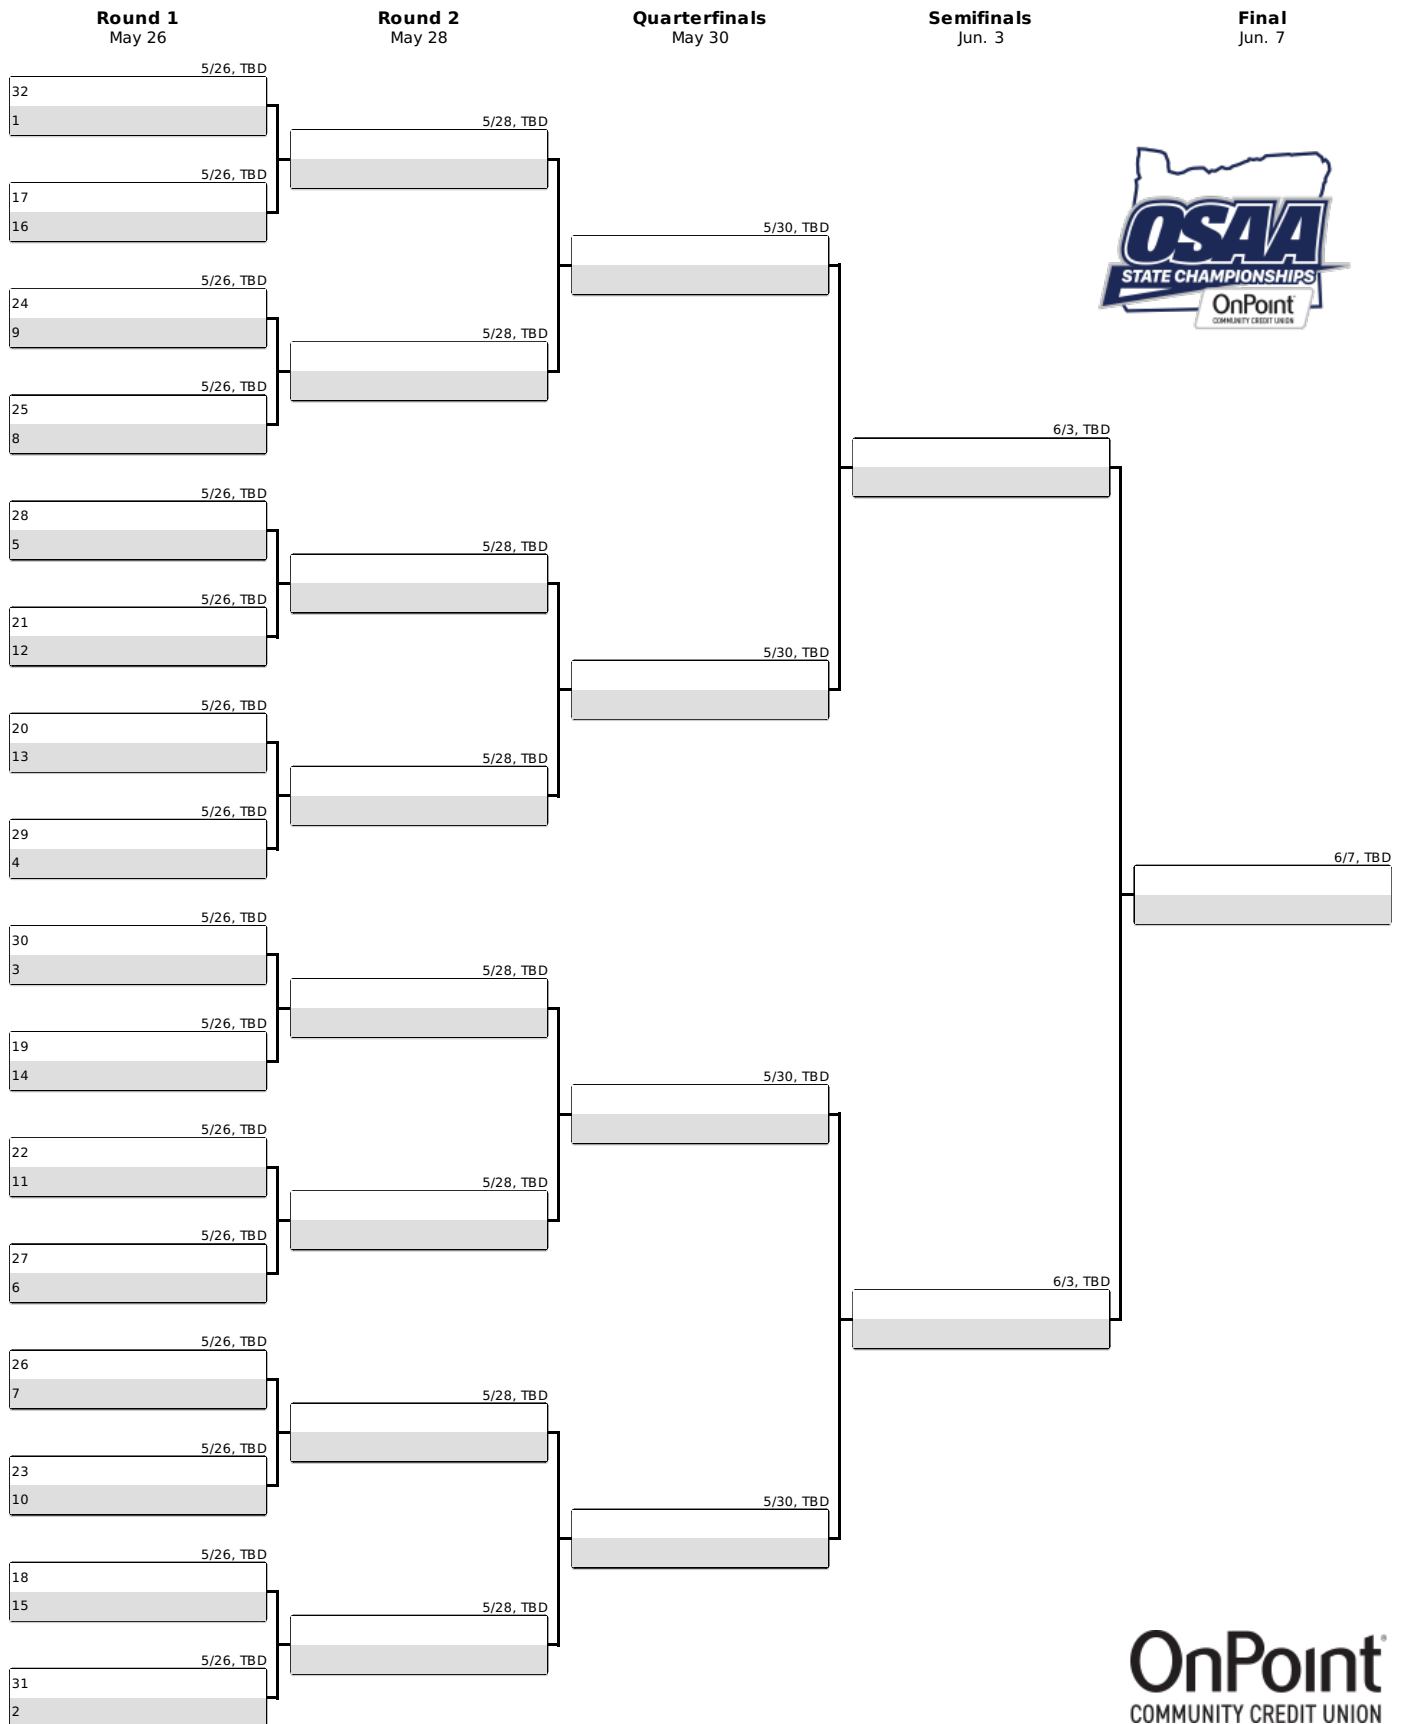 Round 1
May 26
Round 2
May 28
Quarterfinals
May 30
Semifinals
Jun. 3
Final
Jun. 7
5/26, TBD
32
1
5/26, TBD
17
16
5/26, TBD
24
9
5/26, TBD
25
8
5/26, TBD
28
5
5/26, TBD
21
12
5/26, TBD
20
13
5/26, TBD
29
4
5/26, TBD
30
3
5/26, TBD
19
14
5/26, TBD
22
11
5/26, TBD
27
6
5/26, TBD
26
7
5/26, TBD
23
10
5/26, TBD
18
15
5/26, TBD
31
2
5/28, TBD
5/28, TBD
5/28, TBD
5/28, TBD
5/28, TBD
5/28, TBD
5/28, TBD
5/28, TBD
5/30, TBD
5/30, TBD
5/30, TBD
5/30, TBD
6/3, TBD
6/3, TBD
6/7, TBD
OSAA
STATE CHAMPIONSHIPS
OnPoint
COMMUNITY CREDIT UNION
OnPoint®
COMMUNITY CREDIT UNION